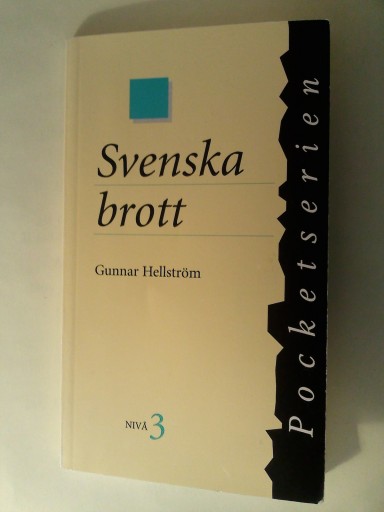 Svenska
brott
Gunnar Hellström
NIVÅ 3
Pocketserien